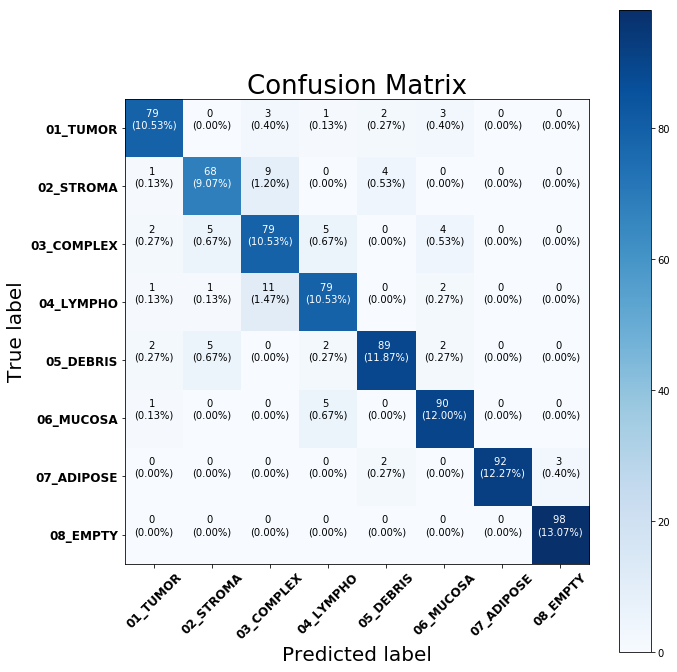 Confusion Matrix
01_TUMOR 79 0 3 1 2 3 0 0
(10.53%) (0.00%) (0.40%) (0.13%) (0.27%) (0.40%) (0.00%) (0.00%)
02_STROMA 1 68 9 0 4 0 0 0
(0.13%) (9.07%) (1.20%) (0.00%) (0.53%) (0.00%) (0.00%) (0.00%)
03_COMPLEX 2 5 79 5 0 4 0 0
(0.27%) (0.67%) (10.53%) (0.67%) (0.00%) (0.53%) (0.00%) (0.00%)
04_LYMPHO 1 1 11 79 0 2 0 0
(0.13%) (0.13%) (1.47%) (10.53%) (0.00%) (0.27%) (0.00%) (0.00%)
05_DEBRIS 2 5 0 2 89 2 0 0
(0.27%) (0.67%) (0.00%) (0.27%) (11.87%) (0.27%) (0.00%) (0.00%)
06_MUCOSA 1 0 0 5 0 90 0 0
(0.13%) (0.00%) (0.00%) (0.67%) (0.00%) (12.00%) (0.00%) (0.00%)
07_ADIPOSE 0 0 0 0 2 0 92 3
(0.00%) (0.00%) (0.00%) (0.00%) (0.27%) (0.00%) (12.27%) (0.40%)
08_EMPTY 0 0 0 0 0 0 0 98
(0.00%) (0.00%) (0.00%) (0.00%) (0.00%) (0.00%) (0.00%) (13.07%)
True label
01_TUMOR 02_STROMA 03_COMPLEX 04_LYMPHO 05_DEBRIS 06_MUCOSA 07_ADIPOSE 08_EMPTY
Predicted label
80
60
40
20
0